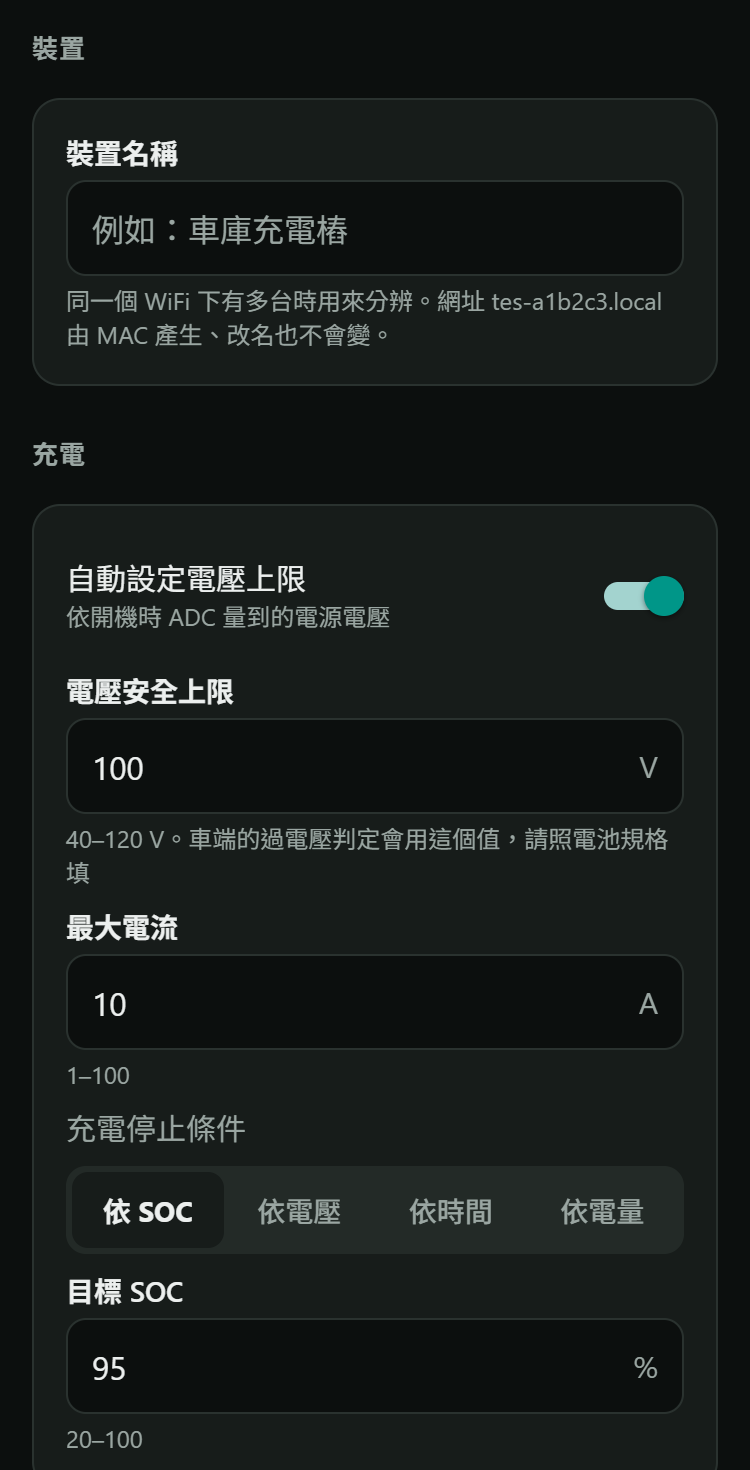 裝置
裝置名稱
例如：車庫充電樁
同一個 WiFi 下有多台時用來分辨。網址 tes-a1b2c3.local
由 MAC 產生、改名也不會變。
充電
自動設定電壓上限
依開機時 ADC 量到的電源電壓
電壓安全上限
100 V
40–120 V。車端的過電壓判定會用這個值，請照電池規格
填
最大電流
10 A
1–100
充電停止條件
依 SOC 依電壓 依時間 依電量
目標 SOC
95 %
20–100